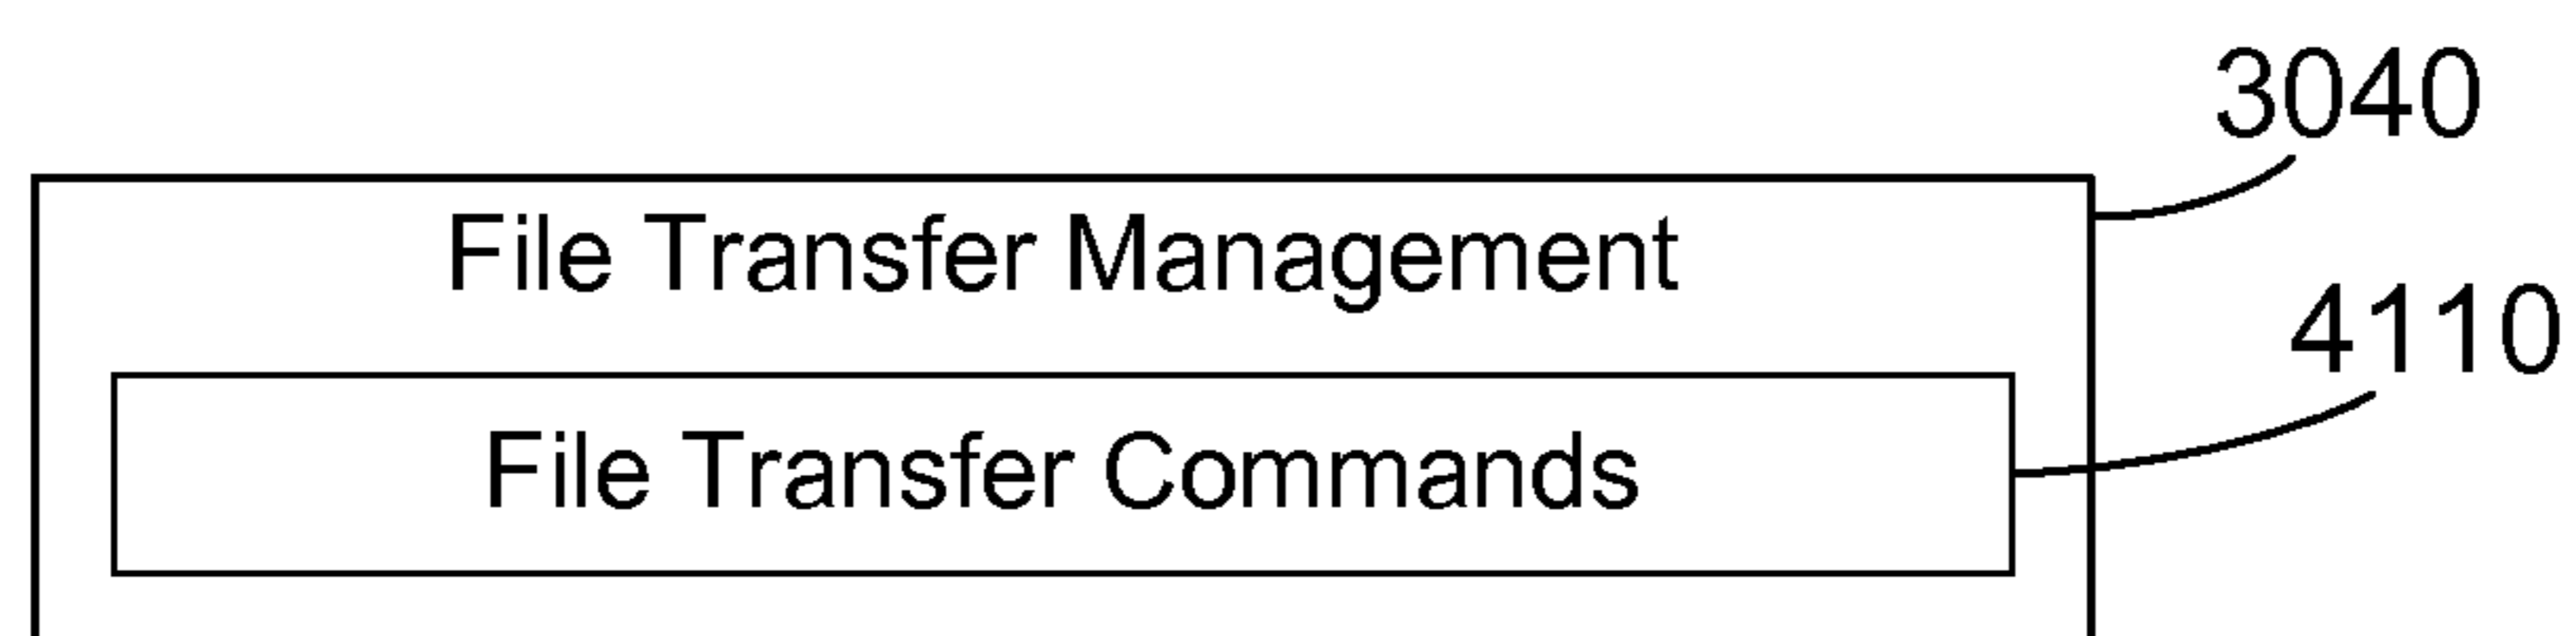 3040
File Transfer Management
4110
File Transfer Commands